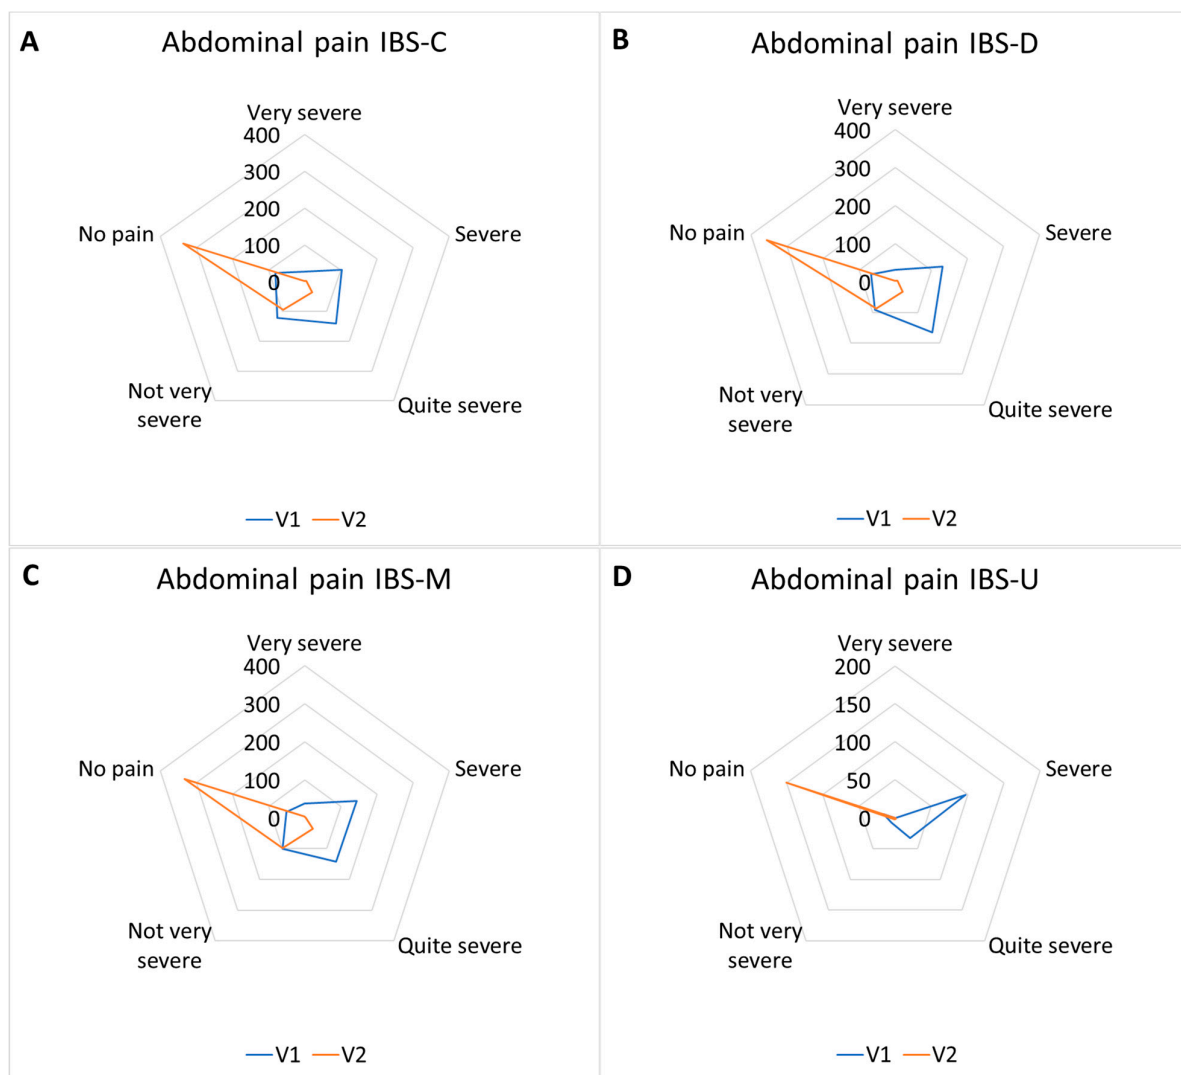 A
Abdominal pain IBS-C
Very severe
400
300
200
100
0
No pain
Severe
Not very
severe
Quite severe
V1 V2
B
Abdominal pain IBS-D
Very severe
400
300
200
100
0
No pain
Severe
Not very
severe
Quite severe
V1 V2
C
Abdominal pain IBS-M
Very severe
400
300
200
100
0
No pain
Severe
Not very
severe
Quite severe
V1 V2
D
Abdominal pain IBS-U
Very severe
200
150
100
50
0
No pain
Severe
Not very
severe
Quite severe
V1 V2